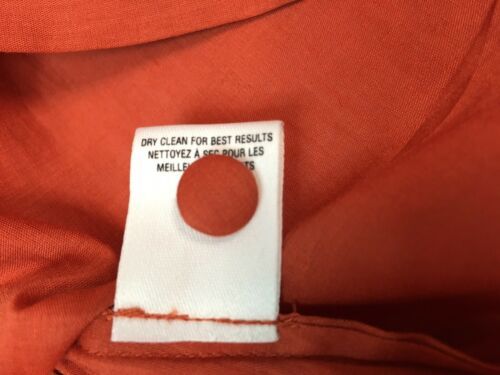 DRY CLEAN FOR BEST RESULTS
NETTOYEZ À SEC POUR LES